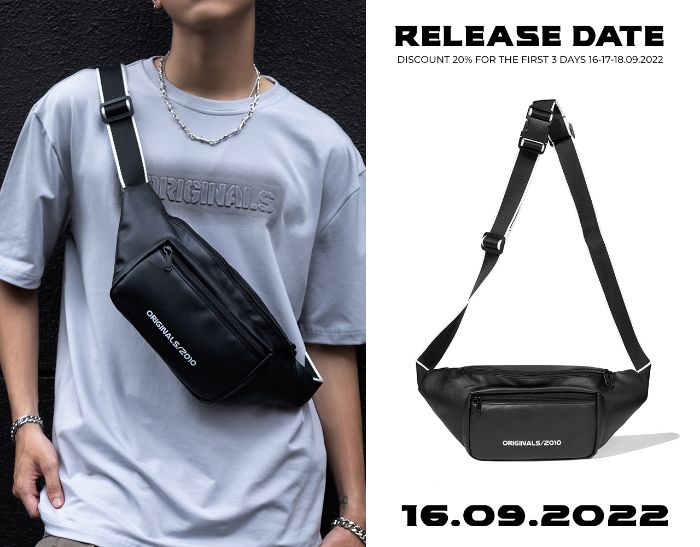 ORIGINALS
ORIGINALS/2010
RELEASE DATE
DISCOUNT 20% FOR THE FIRST 3 DAYS 16-17-18.09.2022
ORIGINALS/2010
16.09.2022